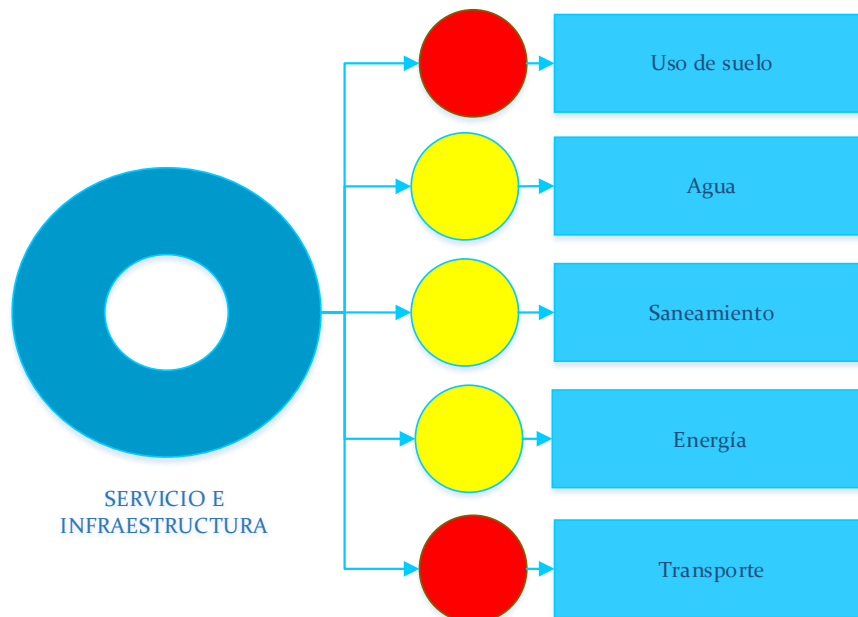 Uso de suelo
Agua
Saneamiento
Energía
SERVICIO E
INFRAESTRUCTURA
Transporte